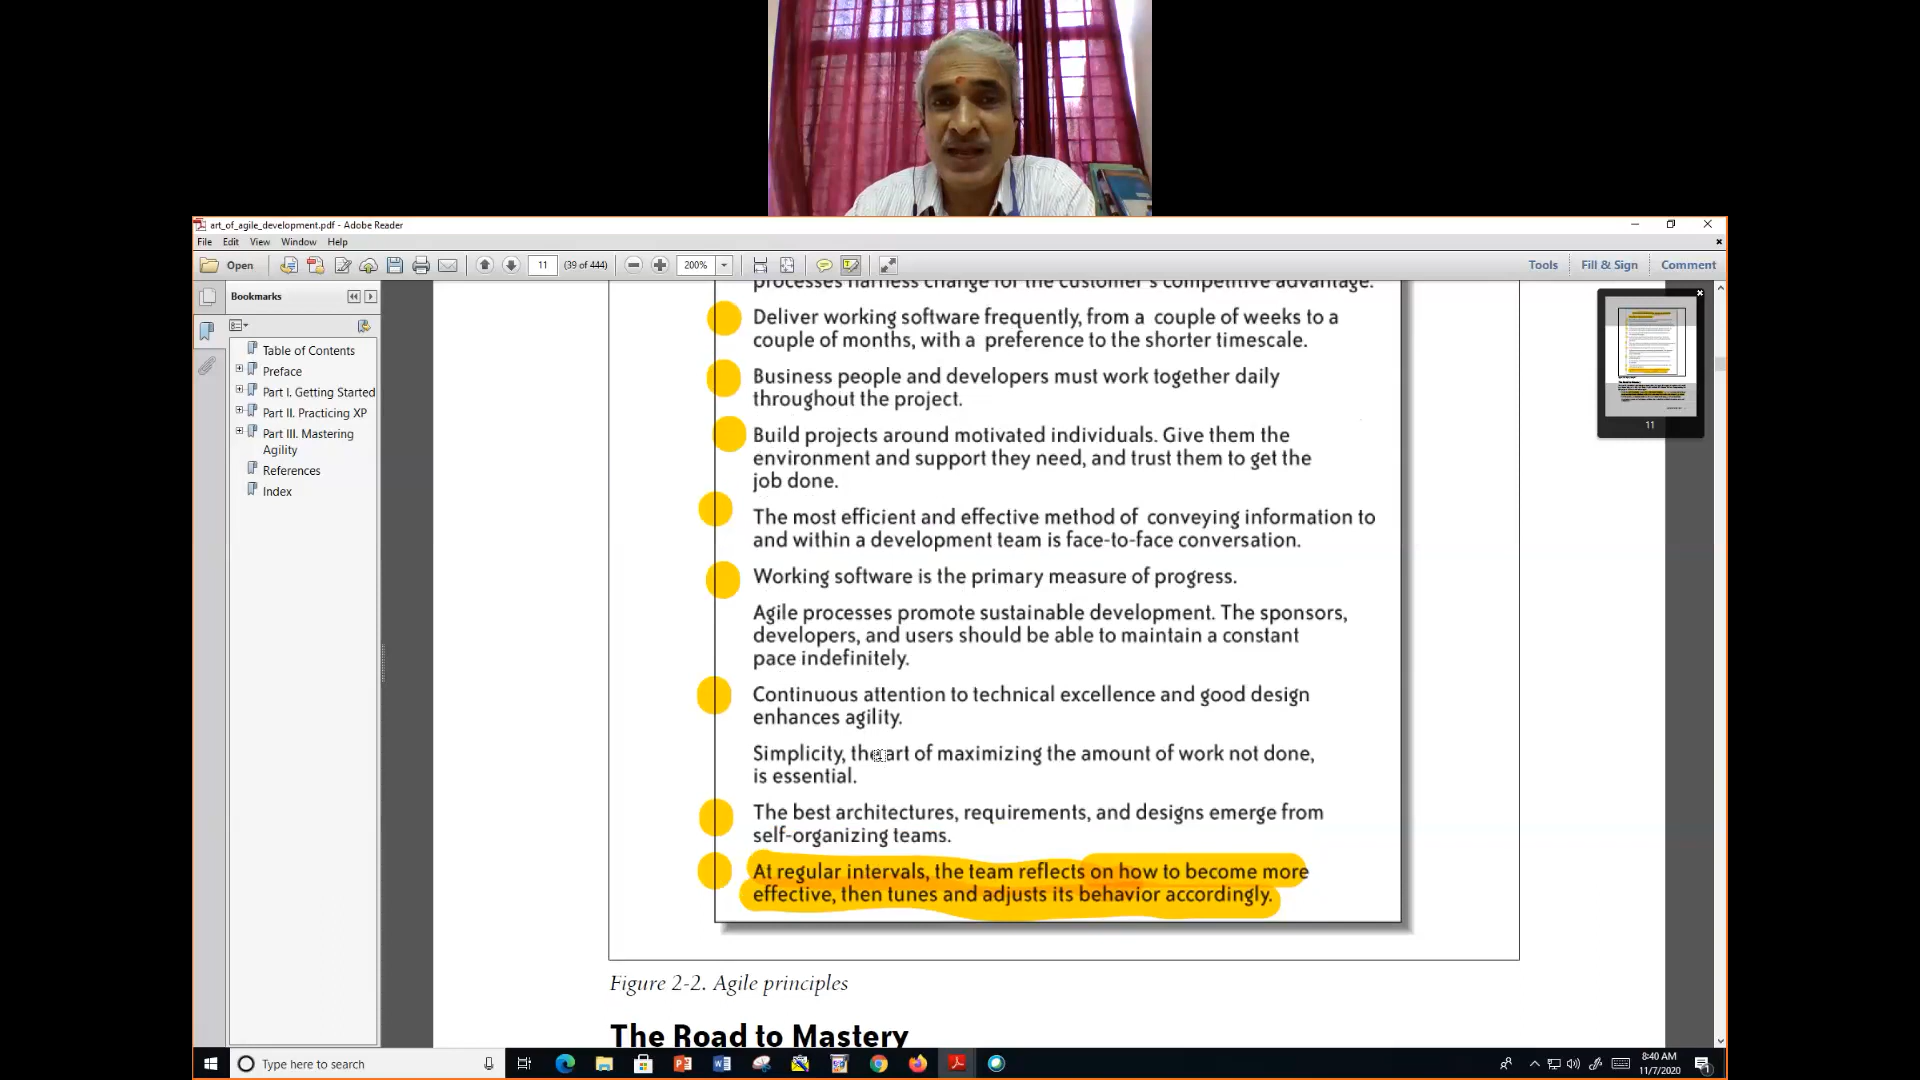 art_of_agile_development.pdf - Adobe Reader
File Edit View Window Help
Open 11 (39 of 444) 200% Tools Fill & Sign Comment
Bookmarks
Table of Contents
Preface
Part I. Getting Started
Part II. Practicing XP
Part III. Mastering
Agility
References
Index
processes harness change for the customer's competitive advantage.
Deliver working software frequently, from a couple of weeks to a
couple of months, with a preference to the shorter timescale.
Business people and developers must work together daily
throughout the project.
Build projects around motivated individuals. Give them the
environment and support they need, and trust them to get the
job done.
The most efficient and effective method of conveying information to
and within a development team is face-to-face conversation.
Working software is the primary measure of progress.
Agile processes promote sustainable development. The sponsors,
developers, and users should be able to maintain a constant
pace indefinitely.
Continuous attention to technical excellence and good design
enhances agility.
Simplicity, the art of maximizing the amount of work not done,
is essential.
The best architectures, requirements, and designs emerge from
self-organizing teams.
At regular intervals, the team reflects on how to become more
effective, then tunes and adjusts its behavior accordingly.
Figure 2-2. Agile principles
The Road to Mastery
11
Type here to search
8:40 AM
11/7/2020